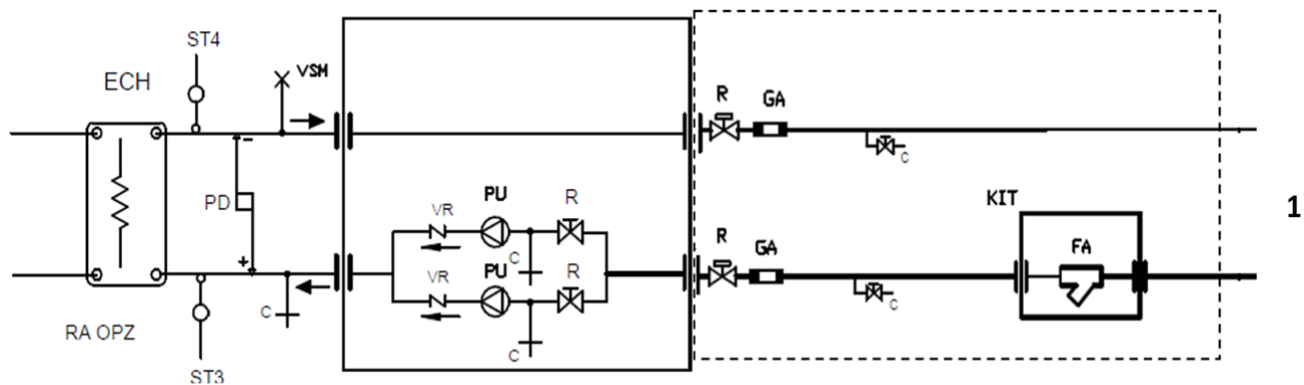 ST4
ECH
VSM
R
GA
-
C
PD
PU
R
KIT
1
VR
R
GA
FA
+
C
PU
R
VR
C
C
RA OPZ
C
ST3